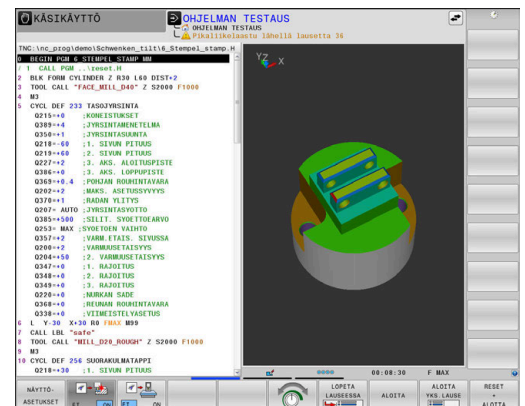 KÄSIKÄYTTÖ
OHJELMAN TESTAUS
OHJELMAN TESTAUS
Pikaliikelaastu lähellä lausetta 36
TNC:\nc_prog\demo\Schwenken_tilt\6_Stempel_stamp.H
0 BEGIN PGM 6_STEMPEL_STAMP MM
/ 1 CALL PGM ..\reset.H
2 BLK FORM CYLINDER Z R30 L60 DIST+2
3 TOOL CALL "FACE_MILL_D40" Z S2000 F1000
4 M3
5 CYCL DEF 233 TASOJYRSINTA
Q215=+0 ;KONEISTUKSET
Q389=+4 ;JYRSINTAMENETELMA
Q350=+1 ;JYRSINTASUUNTA
Q218=-60 ;1. SIVUN PITUUS
Q219=+60 ;2. SIVUN PITUUS
Q227=+2 ;3. AKS. ALOITUSPISTE
Q386=+0 ;3. AKS. LOPPUPISTE
Q369=+0.4 ;POHJAN ROUHINTAVARA
Q202=+2 ;MAKS. ASETUSSYVYYS
Q370=+1 ;RADAN YLITYS
Q207= AUTO ;JYRSINTASYOTTO
Q385=+500 ;SILIT. SYOETTOEARVO
Q253= MAX ;SYOETOEN VAIHTO
Q357=+2 ;VARM.ETAIS. SIVUSSA
Q200=+2 ;VARMUUSETAISYYS
Q204=+50 ;2. VARMUUSETAISYYS
Q347=+0 ;1. RAJOITUS
Q348=+0 ;2. RAJOITUS
Q349=+0 ;3. RAJOITUS
Q220=+0 ;NURKAN SADE
Q368=+0 ;REUNAN ROUHINTAVARA
Q338=+0 ;VIIMEISTELYASETUS
6 L Y-30 X+30 R0 FMAX M99
7 CALL LBL "safe"
8 TOOL CALL "MILL_D20_ROUGH" Z S2000 F1000
9 M3
10 CYCL DEF 256 SUORAKULMATAPPI
Q218=+30 ;1. SIVUN PITUUS
YZ X
00:08:30 F MAX
NÄYTTÖ-
ASETUKSET
ON
ON
LOPETA
LAUSEESSA
ALOITA
ALOITA
YKS. LAUSE
RESET
+
ALOITA